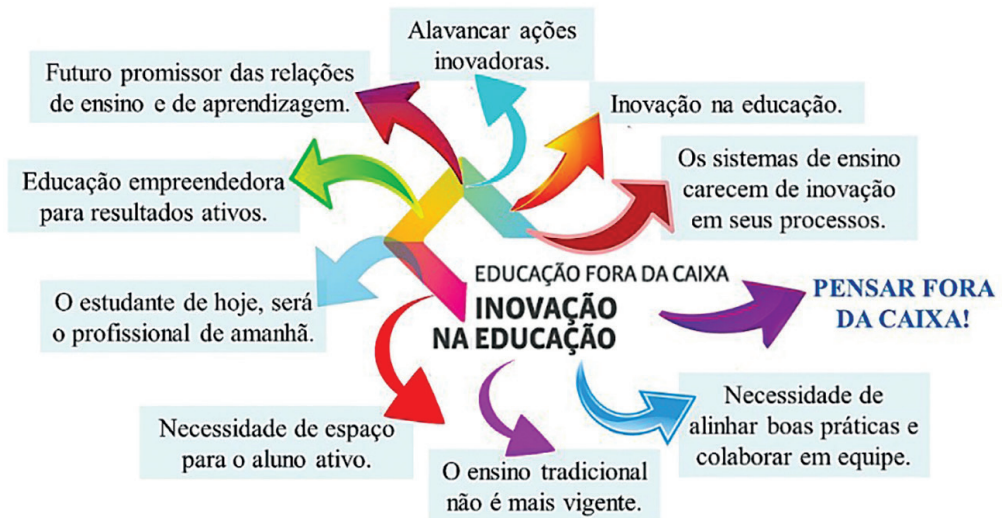 Alavancar ações
inovadoras.
Futuro promissor das relações
de ensino e de aprendizagem.
Inovação na educação.
Os sistemas de ensino
carecem de inovação
em seus processos.
Educação empreendedora
para resultados ativos.
EDUCAÇÃO FORA DA CAIXA
INOVAÇÃO
NA EDUCAÇÃO
PENSAR FORA
DA CAIXA!
O estudante de hoje, será
o profissional de amanhã.
Necessidade de espaço
para o aluno ativo.
O ensino tradicional
não é mais vigente.
Necessidade de
alinhar boas práticas e
colaborar em equipe.